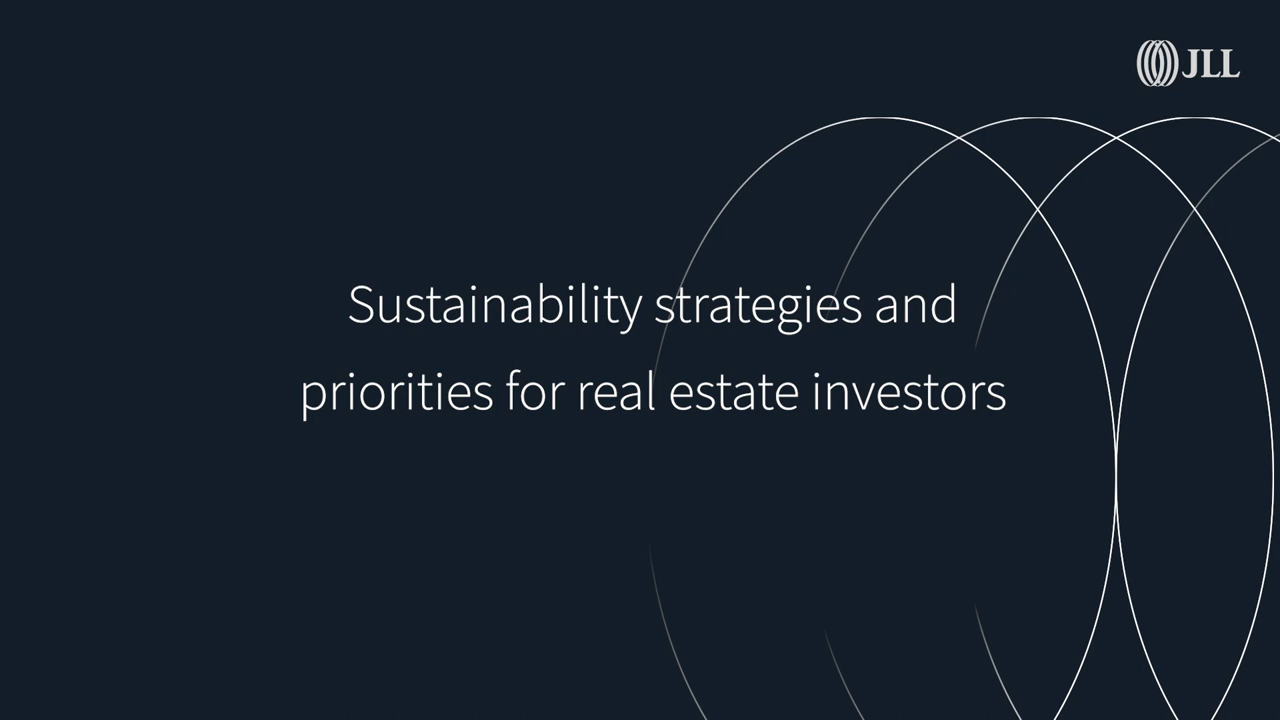 JLL
Sustainability strategies and
priorities for real estate investors